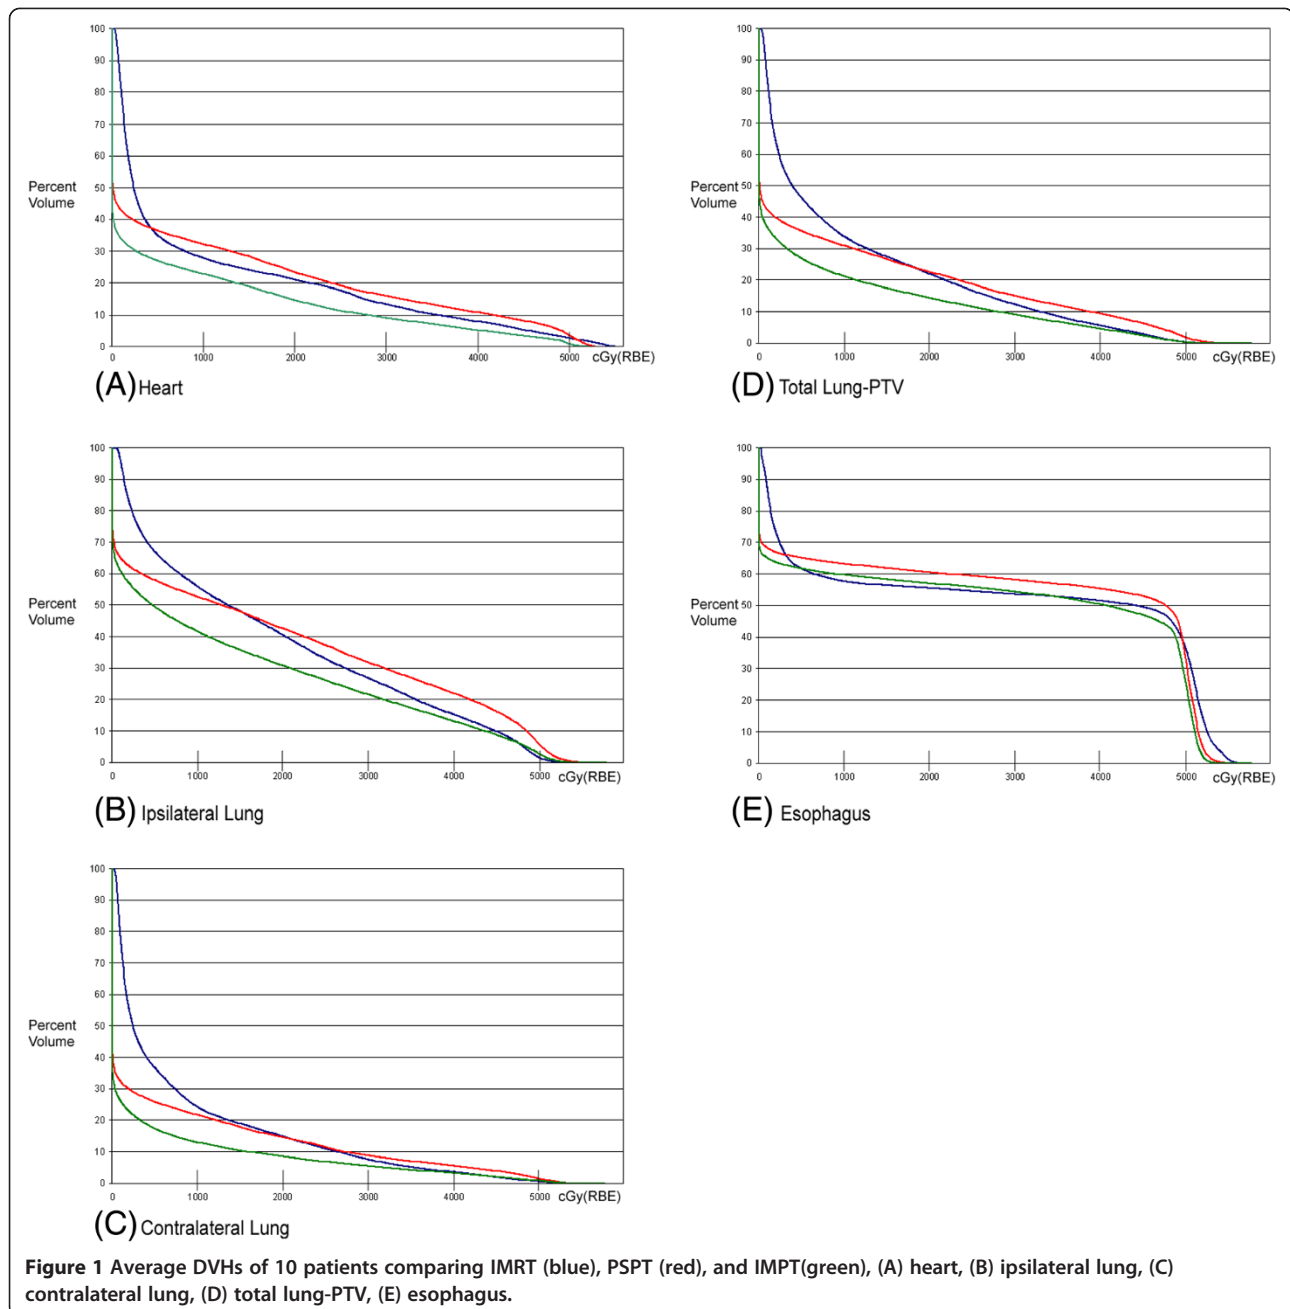 100
90
80
70
60
Percent 50
Volume
40
30
20
10
0
0 1000 2000 3000 4000 5000 cGy(RBE)
(A) Heart
100
90
80
70
60
Percent 50
Volume
40
30
20
10
0
0 1000 2000 3000 4000 5000 cGy(RBE)
(D) Total Lung-PTV
100
90
80
70
60
Percent 50
Volume
40
30
20
10
0
0 1000 2000 3000 4000 5000 cGy(RBE)
(B) Ipsilateral Lung
100
90
80
70
60
Percent 50
Volume
40
30
20
10
0
0 1000 2000 3000 4000 5000 cGy(RBE)
(E) Esophagus
100
90
80
70
60
Percent 50
Volume
40
30
20
10
0
0 1000 2000 3000 4000 5000 cGy(RBE)
(C) Contralateral Lung
Figure 1 Average DVHs of 10 patients comparing IMRT (blue), PSPT (red), and IMPT(green), (A) heart, (B) ipsilateral lung, (C)
contralateral lung, (D) total lung-PTV, (E) esophagus.